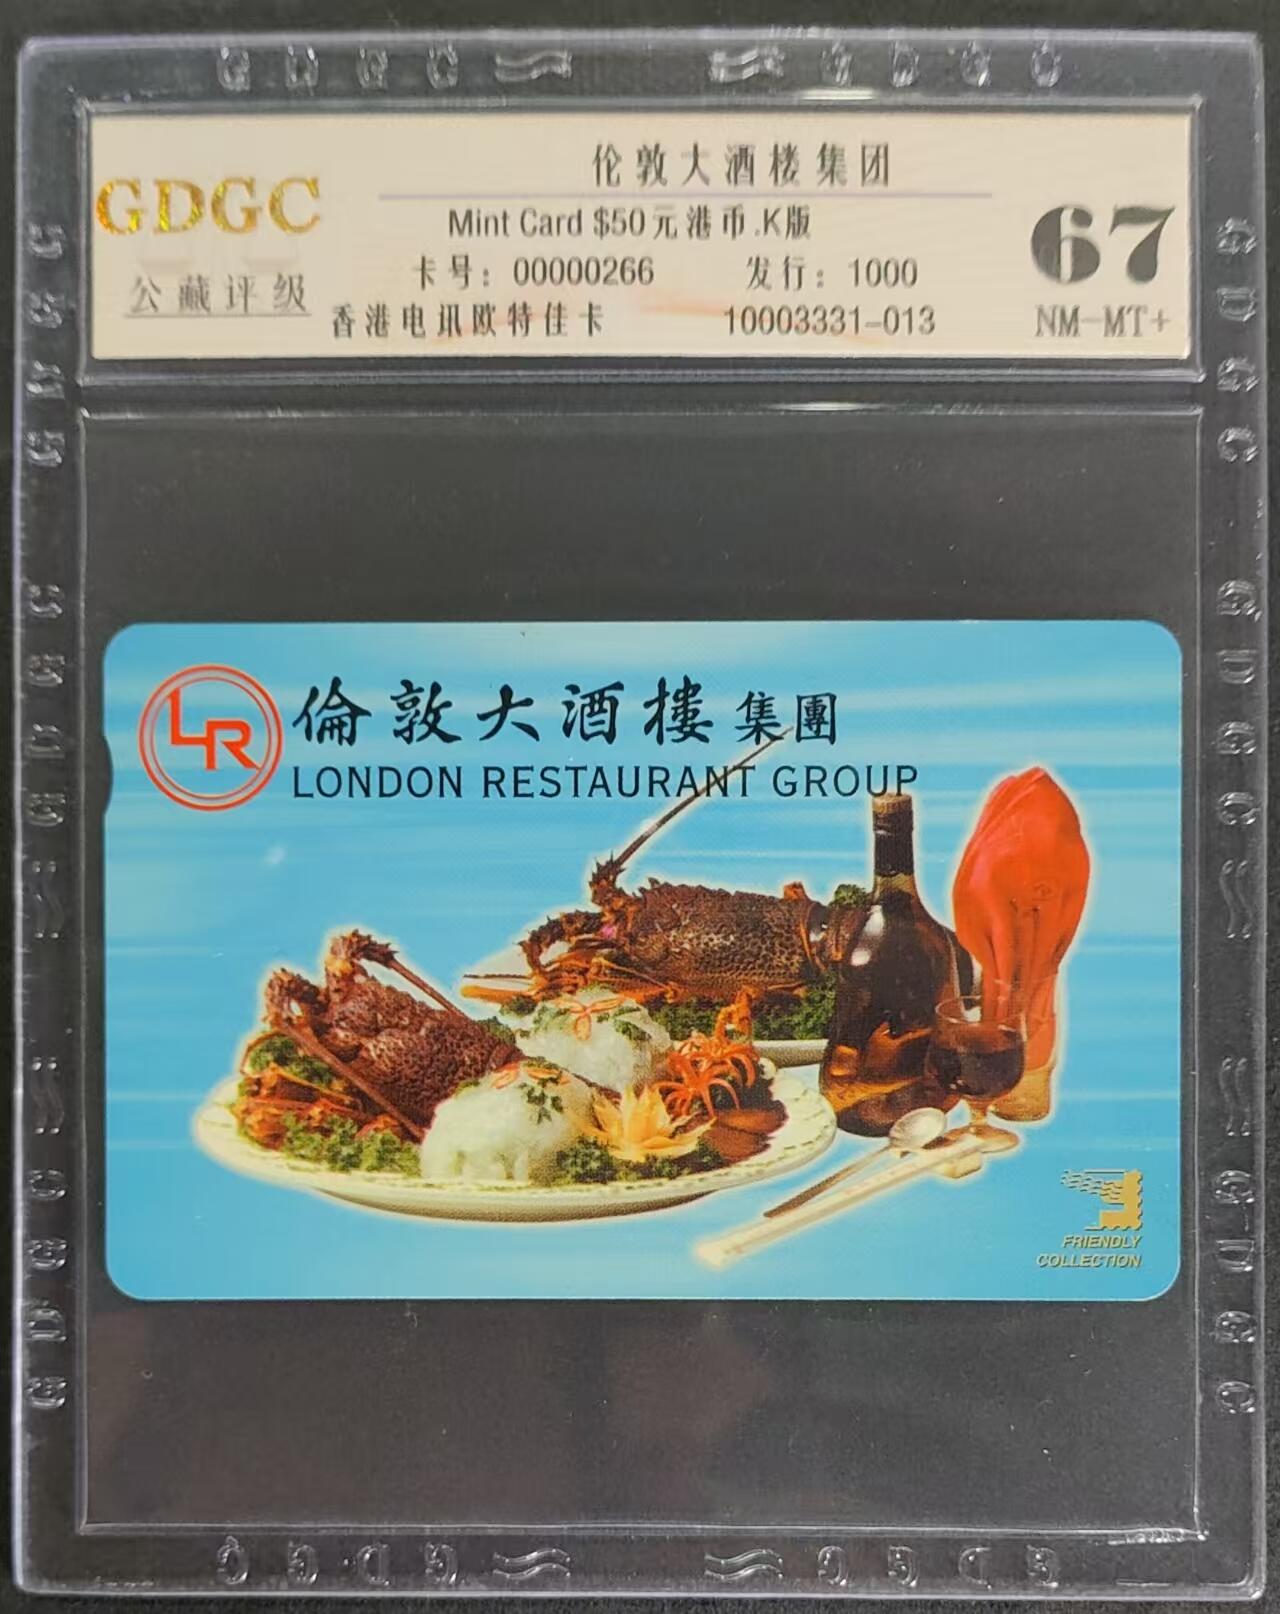 GDGC
公藏评级
伦敦大酒楼集团
Mint Card $50元港币.K版
卡号：00000266 发行：1000
香港电讯欧特佳卡 10003331-013
67
NM-MT+
LR
倫敦大酒樓集團
LONDON RESTAURANT GROUP
FRIENDLY
COLLECTION